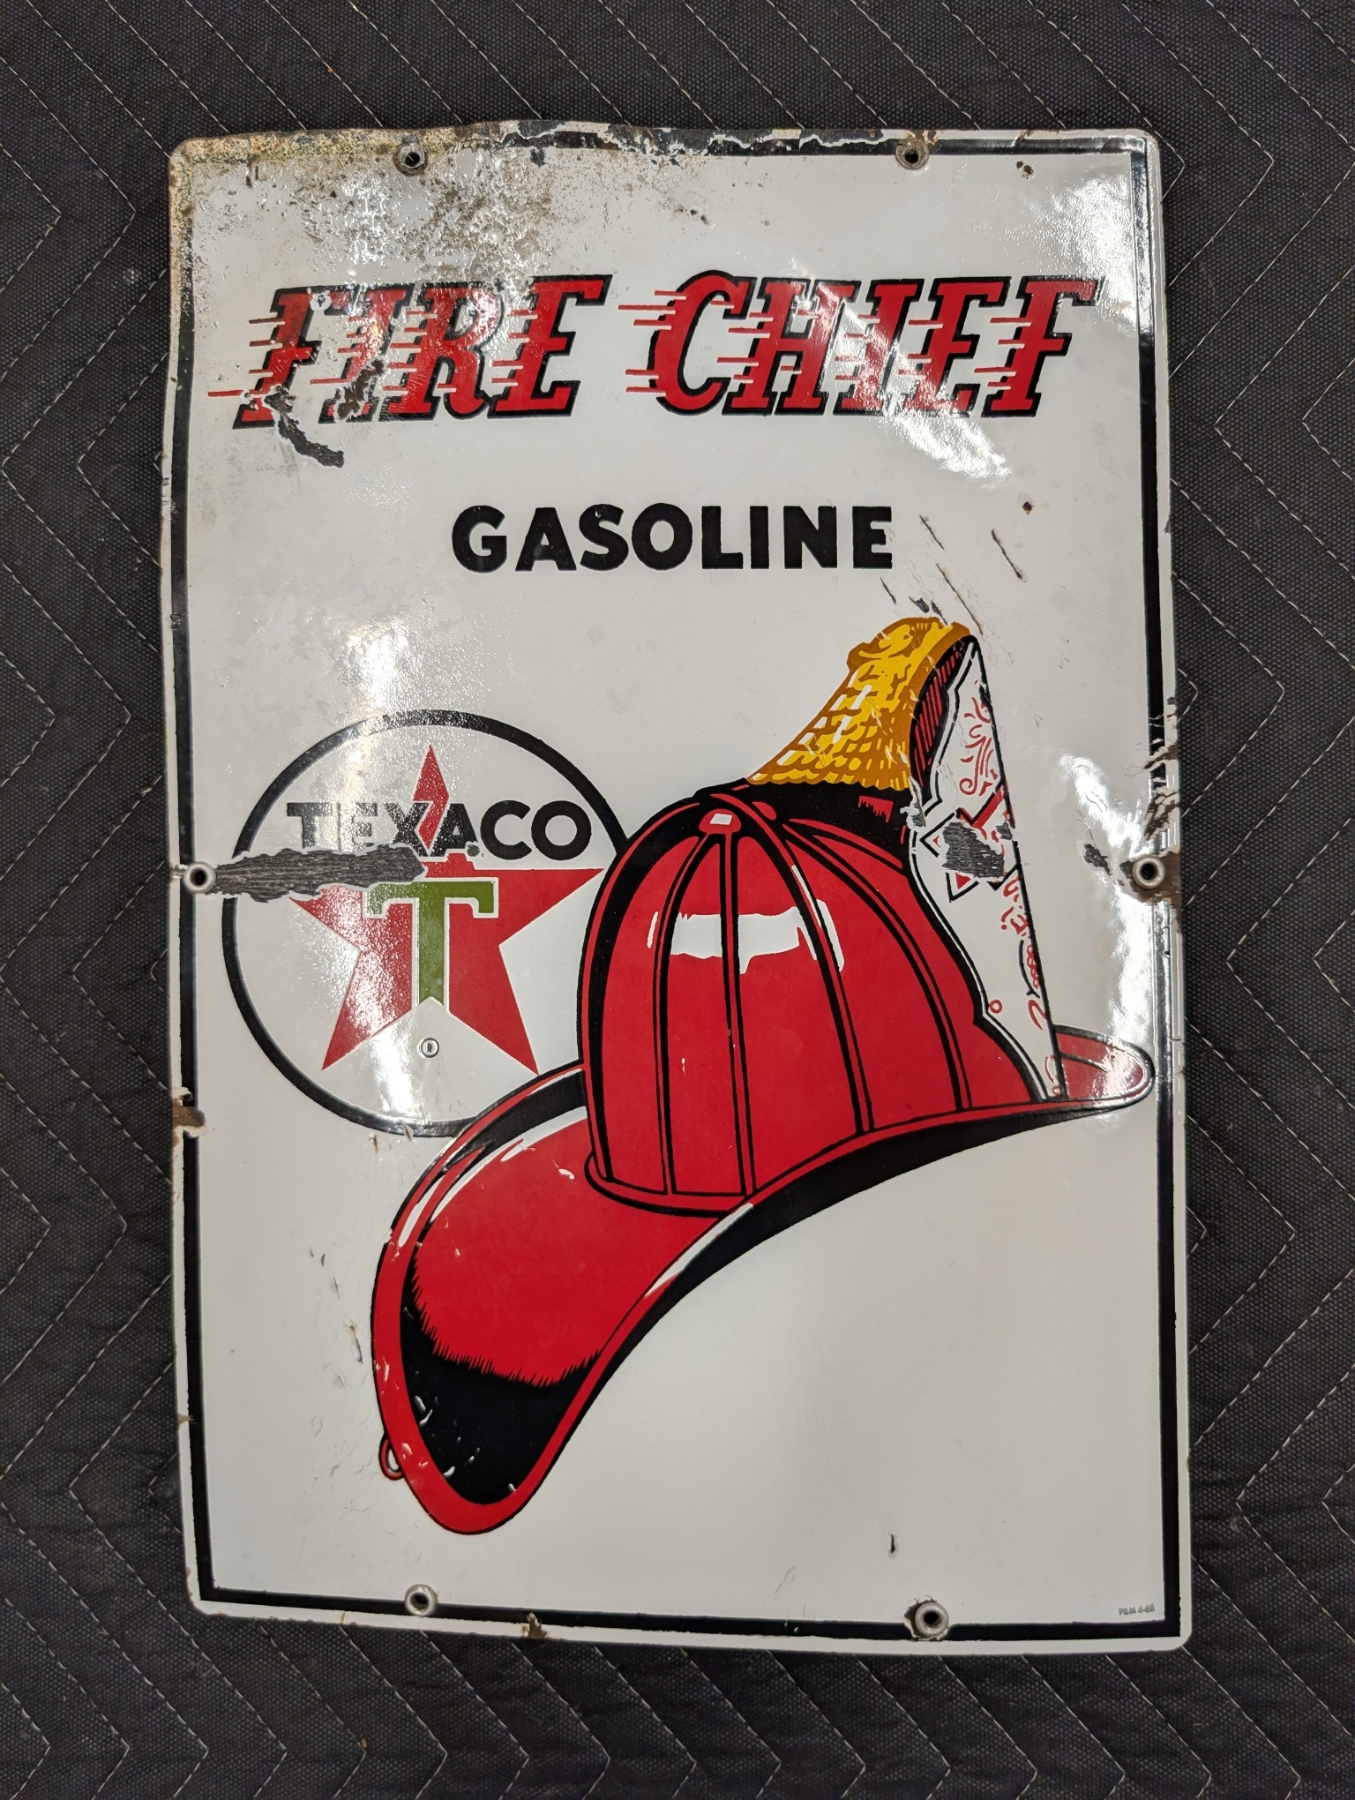 FIRE CHIEF
GASOLINE
TEXACO
T